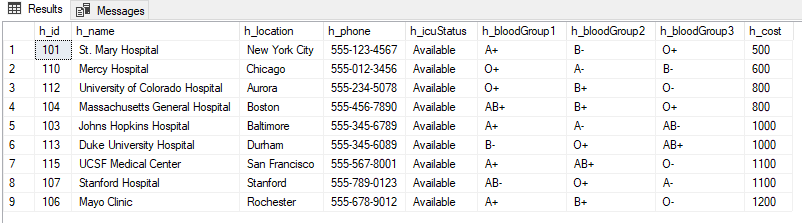 Results Messages
h_id h_name h_location h_phone h_icuStatus h_bloodGroup1 h_bloodGroup2 h_bloodGroup3 h_cost
1 101 St. Mary Hospital New York City 555-123-4567 Available A+ B- O+ 500
2 110 Mercy Hospital Chicago 555-012-3456 Available O+ A- B- 600
3 112 University of Colorado Hospital Aurora 555-234-5078 Available O+ B+ O- 800
4 104 Massachusetts General Hospital Boston 555-456-7890 Available AB+ B+ O+ 800
5 103 Johns Hopkins Hospital Baltimore 555-345-6789 Available A+ A- AB- 1000
6 113 Duke University Hospital Durham 555-345-6089 Available B- O+ AB+ 1000
7 115 UCSF Medical Center San Francisco 555-567-8001 Available A+ AB+ O- 1100
8 107 Stanford Hospital Stanford 555-789-0123 Available AB- O+ A- 1100
9 106 Mayo Clinic Rochester 555-678-9012 Available A+ B+ O- 1200